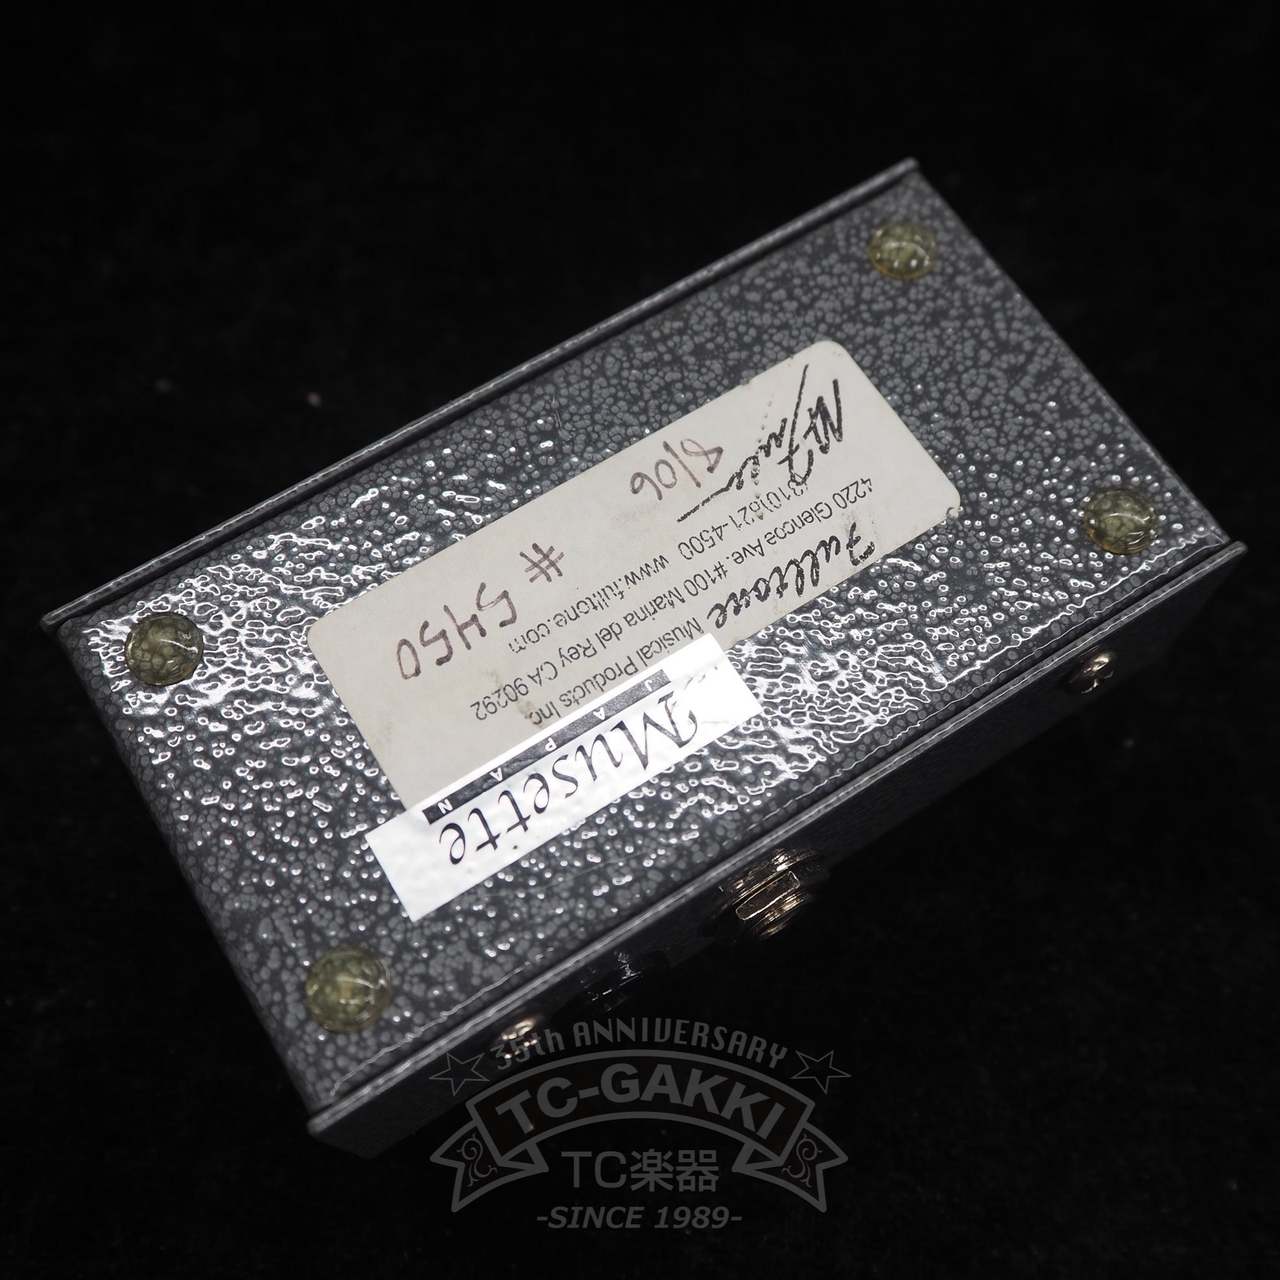 Fulltone Musical Products Inc
4220 Glencoe Ave. #100 Marina del Rey CA 90292
(310)821-4500 www.fulltone.com
8/06
# 5450
Musette
JAPAN
35th ANNIVERSARY
TC-GAKKI
TC楽器
-SINCE 1989-